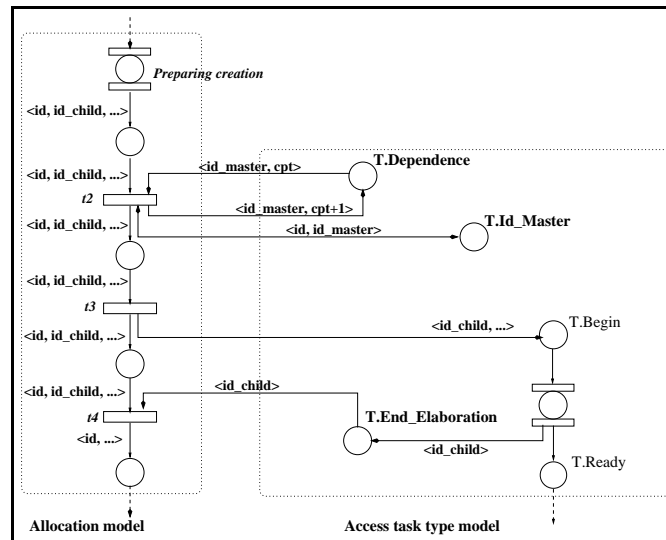 Preparing creation
<id, id_child, ...>
T.Dependence
<id_master, cpt>
<id, id_child, ...>
t2
<id_master, cpt+1>
<id, id_child, ...>
T.Id_Master
<id, id_master>
<id, id_child, ...>
t3
<id, id_child, ...>
<id_child, ...>
T.Begin
<id, id_child, ...>
<id_child>
t4
T.End_Elaboration
<id, ...>
<id_child>
T.Ready
Allocation model
Access task type model